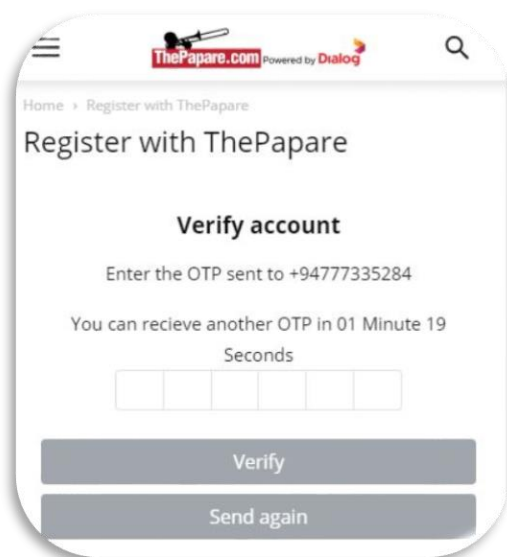 ThePapare.com Powered by Dialog
Home › Register with ThePapare
Register with ThePapare
Verify account
Enter the OTP sent to +94777335284
You can recieve another OTP in 01 Minute 19
Seconds
Verify
Send again